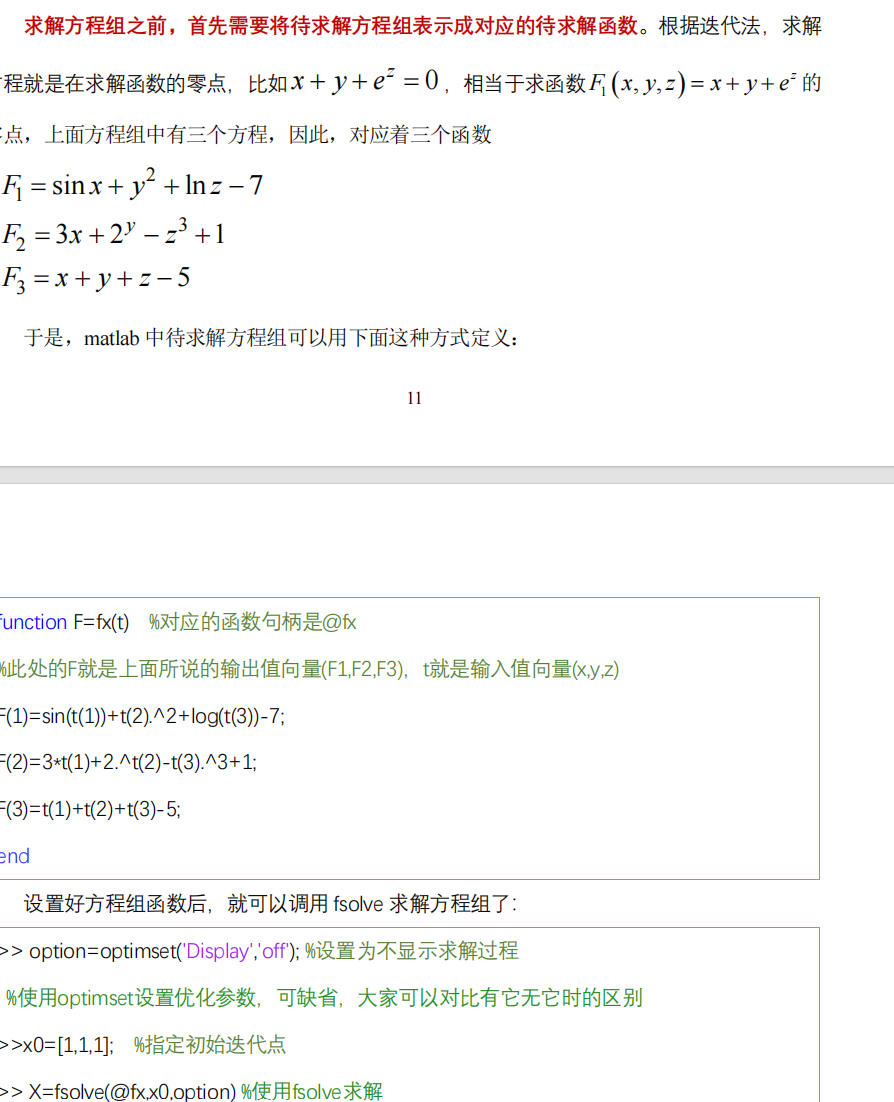 求解方程组之前，首先需要将待求解方程组表示成对应的待求解函数。根据迭代法，求解
程就是在求解函数的零点，比如 x + y + e^z = 0，相当于求函数 F₁(x, y, z) = x + y + e^z 的
点，上面方程组中有三个方程，因此，对应着三个函数
F₁ = sin x + y² + ln z − 7
F₂ = 3x + 2^y − z³ + 1
F₃ = x + y + z − 5
于是，matlab 中待求解方程组可以用下面这种方式定义：
11
function F=fx(t) %对应的函数句柄是@fx
%此处的F就是上面所说的输出值向量(F1,F2,F3)，t就是输入值向量(x,y,z)
F(1)=sin(t(1))+t(2).^2+log(t(3))-7;
F(2)=3*t(1)+2.^t(2)-t(3).^3+1;
F(3)=t(1)+t(2)+t(3)-5;
end
设置好方程组函数后，就可以调用 fsolve 求解方程组了：
>> option=optimset('Display','off'); %设置为不显示求解过程
%使用optimset设置优化参数，可缺省，大家可以对比有它无它时的区别
>>x0=[1,1,1]; %指定初始迭代点
>> X=fsolve(@fx,x0,option) %使用fsolve求解